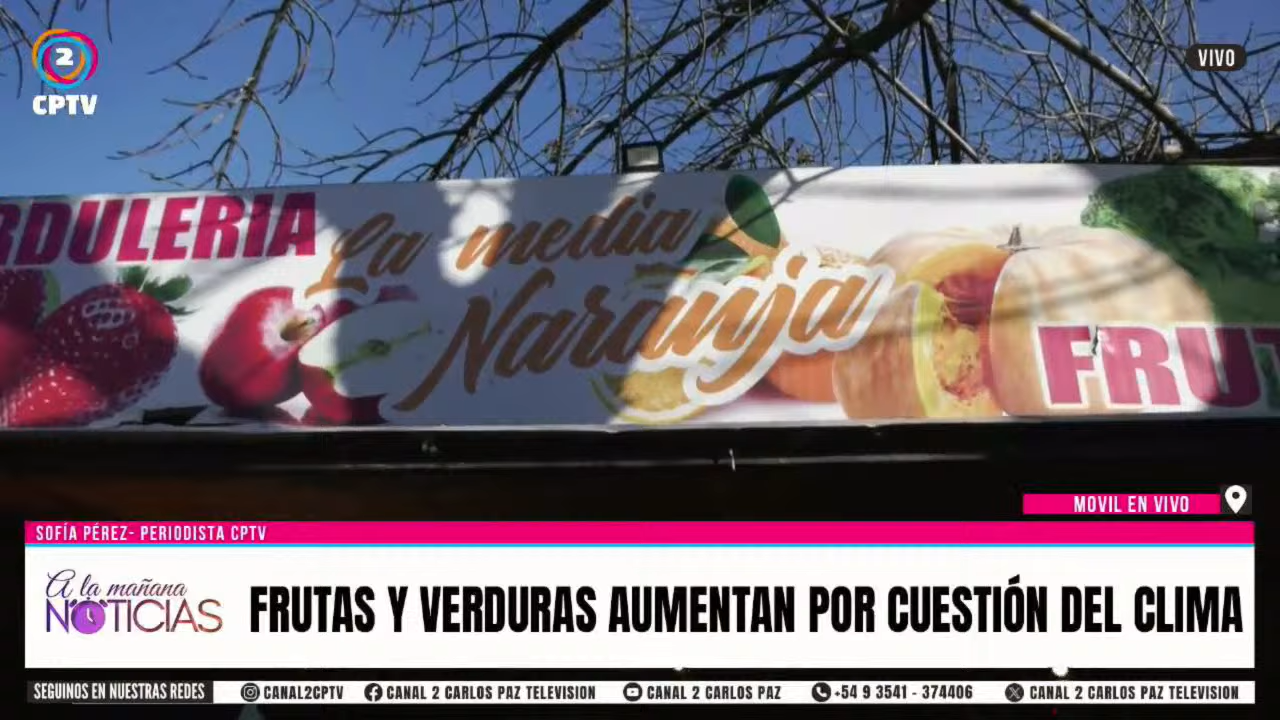 2
CPTV
VIVO
RDULERIA
La media
Naranja
FRUT
MOVIL EN VIVO
SOFÍA PÉREZ- PERIODISTA CPTV
A la mañana
NOTICIAS
FRUTAS Y VERDURAS AUMENTAN POR CUESTIÓN DEL CLIMA
SEGUINOS EN NUESTRAS REDES CANAL2CPTV CANAL 2 CARLOS PAZ TELEVISION CANAL 2 CARLOS PAZ +54 9 3541 - 374406 CANAL 2 CARLOS PAZ TELEVISION